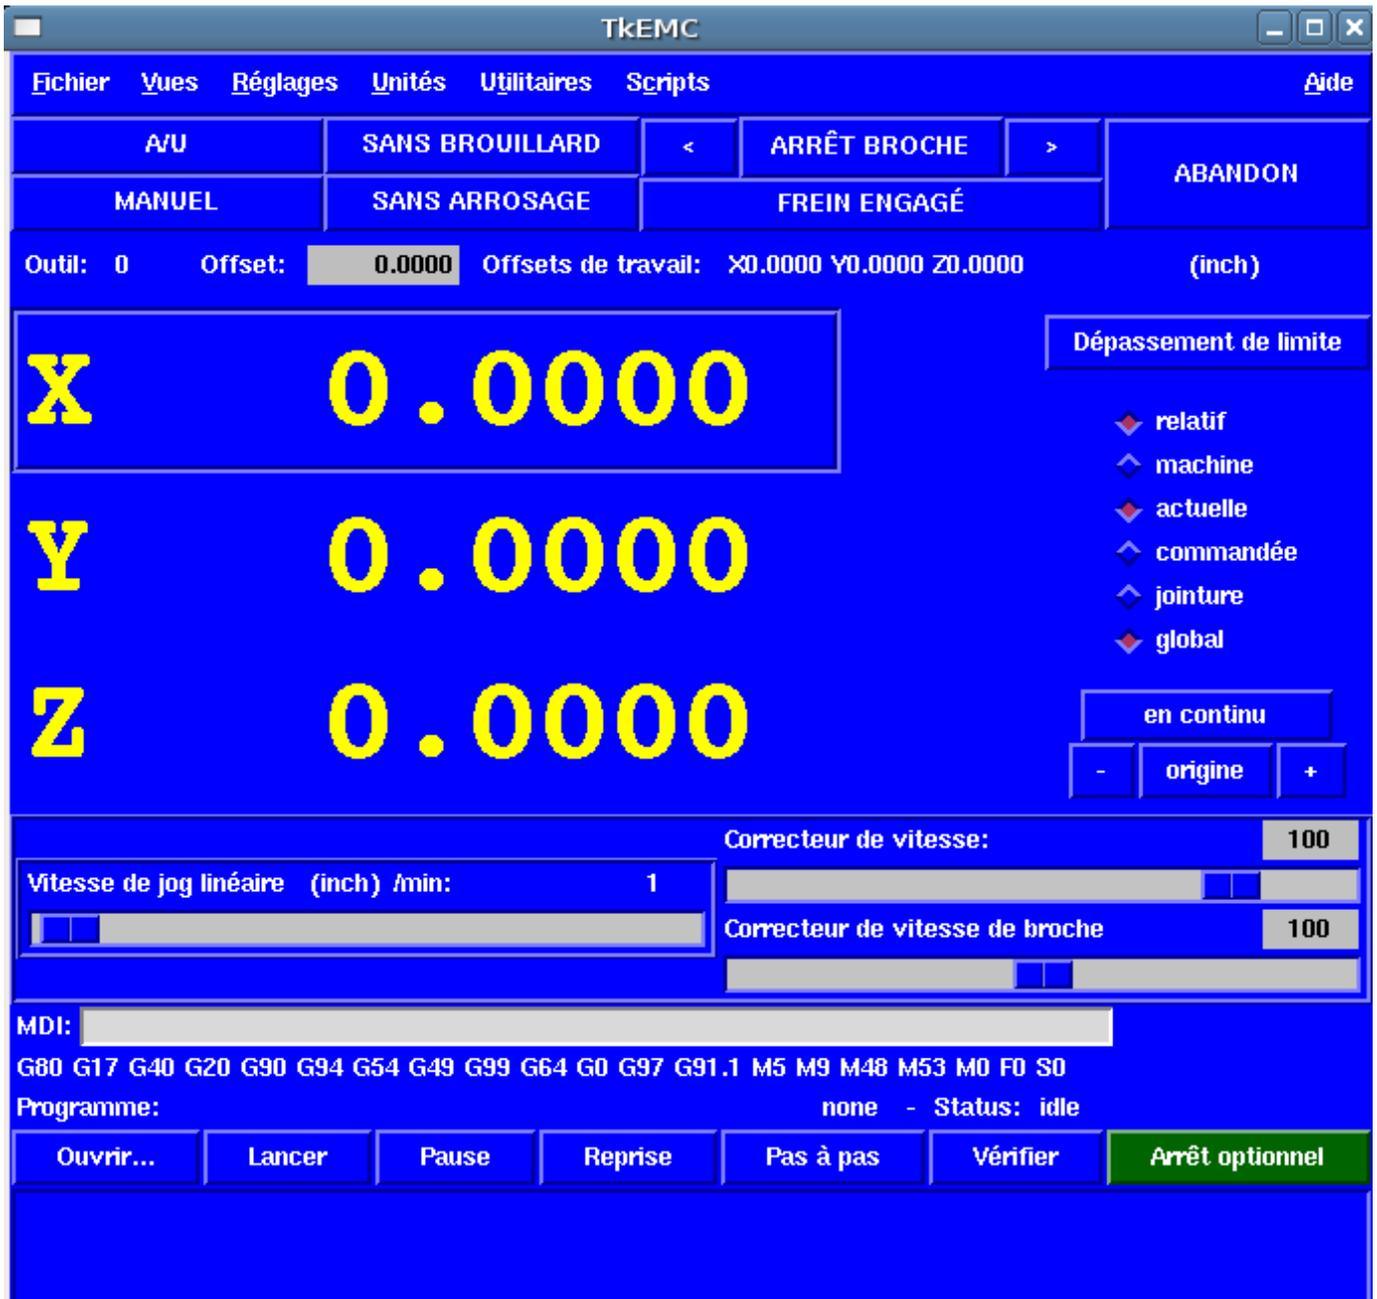 TkEMC
Fichier Vues Réglages Unités Utilitaires Scripts Aide
A/U SANS BROUILLARD < ARRÊT BROCHE > ABANDON
MANUEL SANS ARROSAGE FREIN ENGAGÉ
Outil: 0 Offset: 0.0000 Offsets de travail: X0.0000 Y0.0000 Z0.0000 (inch)
Dépassement de limite
X 0.0000
relatif
machine
actuelle
Y 0.0000
commandée
jointure
global
Z 0.0000
en continu
- origine +
Correcteur de vitesse: 100
Vitesse de jog linéaire (inch) /min: 1
Correcteur de vitesse de broche 100
MDI:
G80 G17 G40 G20 G90 G94 G54 G49 G99 G64 G0 G97 G91.1 M5 M9 M48 M53 M0 F0 S0
Programme: none - Status: idle
Ouvrir... Lancer Pause Reprise Pas à pas Vérifier Arrêt optionnel